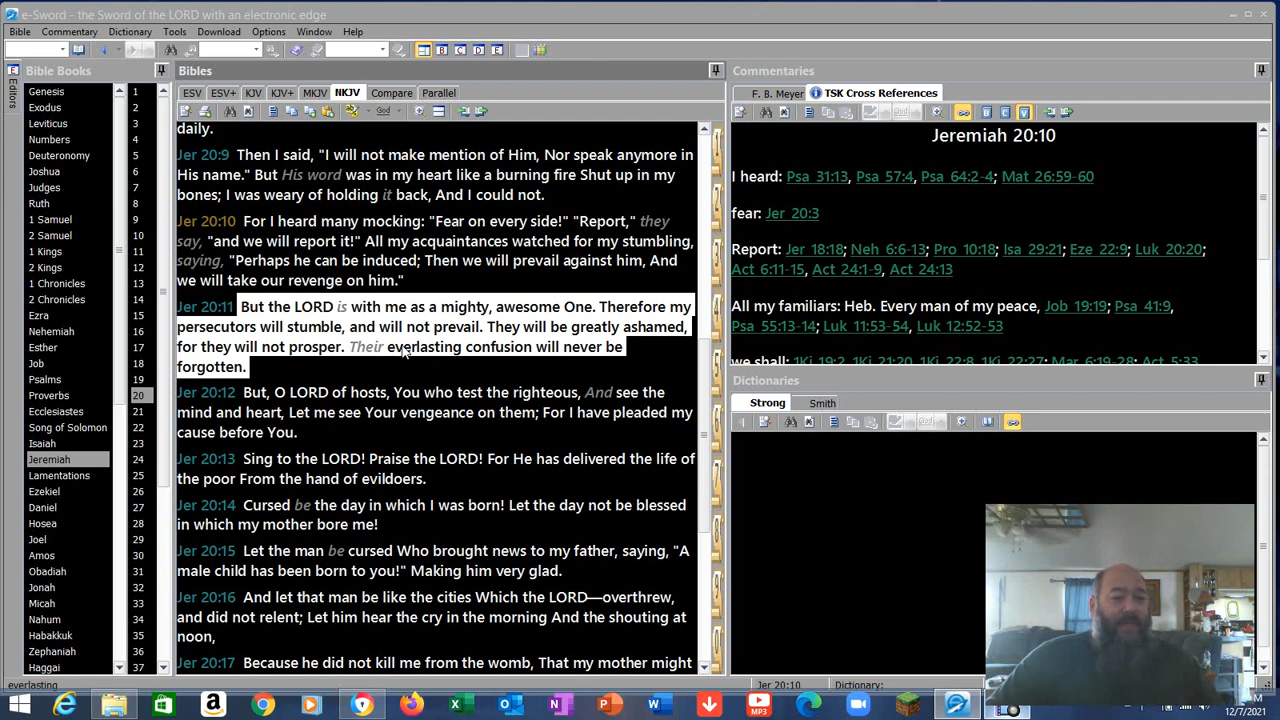 e-Sword - the Sword of the LORD with an electronic edge
Bible Commentary Dictionary Tools Download Options Window Help
Editors
Bible Books
Genesis 1
Exodus 2
Leviticus 3
Numbers 4
Deuteronomy 5
Joshua 6
Judges 7
Ruth 8
1 Samuel 9
2 Samuel 10
1 Kings 11
2 Kings 12
1 Chronicles 13
2 Chronicles 14
Ezra 15
Nehemiah 16
Esther 17
Job 18
Psalms 19
Proverbs 20
Ecclesiastes 21
Song of Solomon 22
Isaiah 23
Jeremiah 24
Lamentations 25
Ezekiel 26
Daniel 27
Hosea 28
Joel 29
Amos 30
Obadiah 31
Jonah 32
Micah 33
Nahum 34
Habakkuk 35
Zephaniah 36
Haggai 37
Bibles
ESV ESV+ KJV KJV+ MKJV NKJV Compare Parallel
daily.
Jer 20:9 Then I said, "I will not make mention of Him, Nor speak anymore in
His name." But His word was in my heart like a burning fire Shut up in my
bones; I was weary of holding it back, And I could not.
Jer 20:10 For I heard many mocking: "Fear on every side!" "Report," they
say, "and we will report it!" All my acquaintances watched for my stumbling,
saying, "Perhaps he can be induced; Then we will prevail against him, And
we will take our revenge on him."
Jer 20:11 But the LORD is with me as a mighty, awesome One. Therefore my
persecutors will stumble, and will not prevail. They will be greatly ashamed,
for they will not prosper. Their everlasting confusion will never be
forgotten.
Jer 20:12 But, O LORD of hosts, You who test the righteous, And see the
mind and heart, Let me see Your vengeance on them; For I have pleaded my
cause before You.
Jer 20:13 Sing to the LORD! Praise the LORD! For He has delivered the life of
the poor From the hand of evildoers.
Jer 20:14 Cursed be the day in which I was born! Let the day not be blessed
in which my mother bore me!
Jer 20:15 Let the man be cursed Who brought news to my father, saying, "A
male child has been born to you!" Making him very glad.
Jer 20:16 And let that man be like the cities Which the LORD—overthrew,
and did not relent; Let him hear the cry in the morning And the shouting at
noon,
Jer 20:17 Because he did not kill me from the womb, That my mother might
Commentaries
F. B. Meyer TSK Cross References
Jeremiah 20:10
I heard: Psa 31:13, Psa 57:4, Psa 64:2-4; Mat 26:59-60
fear: Jer 20:3
Report: Jer 18:18; Neh 6:6-13; Pro 10:18; Isa 29:21; Eze 22:9; Luk 20:20;
Act 6:11-15, Act 24:1-9, Act 24:13
All my familiars: Heb. Every man of my peace, Job 19:19; Psa 41:9,
Psa 55:13-14; Luk 11:53-54, Luk 12:52-53
we shall: 1Ki 19:2, 1Ki 21:20, 1Ki 22:8, 1Ki 22:27; Mar 6:19-28; Act 5:33,
Dictionaries
Strong Smith
everlasting
Jer 20:10 Dictionary:
12/7/2021